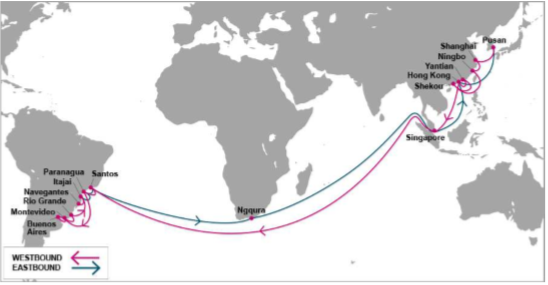 Pusan
Shanghai
Ningbo
Yantian
Hong Kong
Shekou
Singapore
Paranagua
Santos
Itajai
Navegantes
Rio Grande
Montevideo
Buenos
Aires
Ngqura
WESTBOUND
EASTBOUND